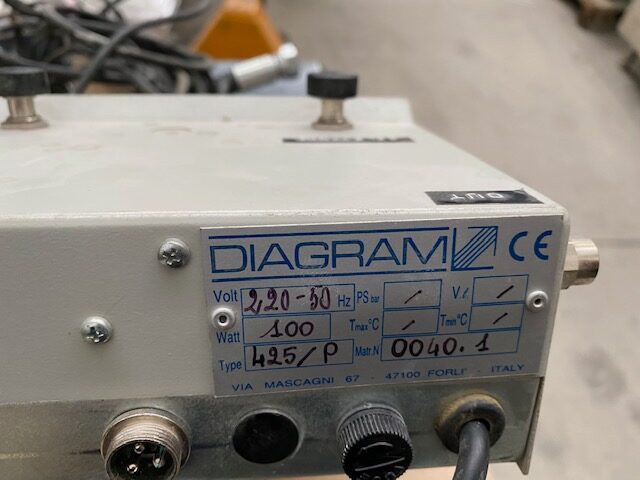 OUT
DIAGRAM CE
Volt 220-50 Hz PS bar / V ℓ. /
Watt 100 Tmax°C / Tmin°C /
Type 425/P Matr.N 0040.1
VIA MASCAGNI 67 47100 FORLI' - ITALY